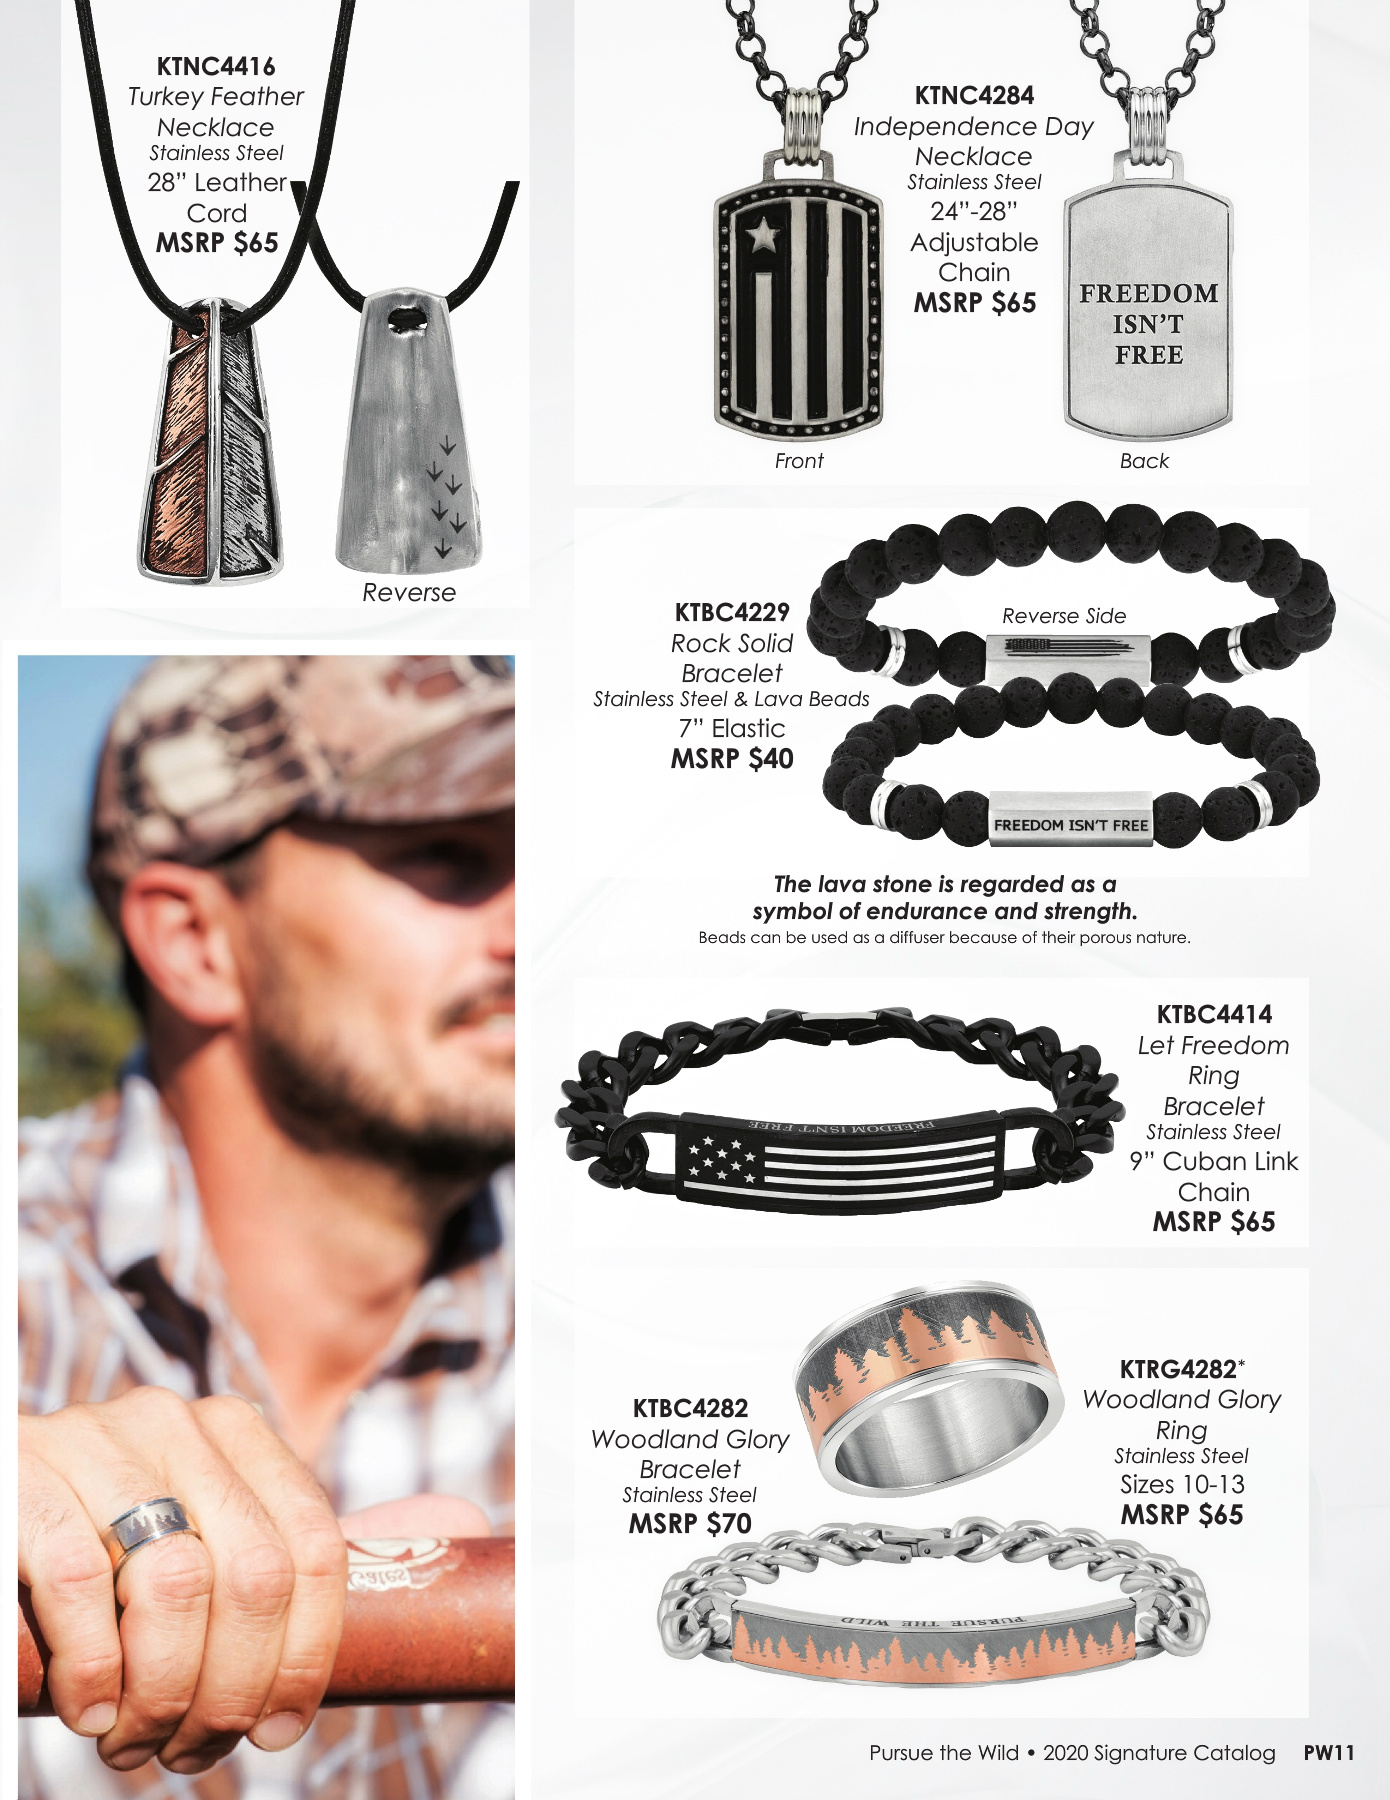 KTNC4416
Turkey Feather
Necklace
Stainless Steel
28” Leather
Cord
MSRP $65
Reverse
KTNC4284
Independence Day
Necklace
Stainless Steel
24”-28”
Adjustable
Chain
MSRP $65
FREEDOM
ISN’T
FREE
Front
Back
KTBC4229
Rock Solid
Bracelet
Stainless Steel & Lava Beads
7” Elastic
MSRP $40
Reverse Side
FREEDOM ISN’T FREE
The lava stone is regarded as a
symbol of endurance and strength.
Beads can be used as a diffuser because of their porous nature.
FREEDOM ISN’T FREE
KTBC4414
Let Freedom
Ring
Bracelet
Stainless Steel
9” Cuban Link
Chain
MSRP $65
KTBC4282
Woodland Glory
Bracelet
Stainless Steel
MSRP $70
KTRG4282*
Woodland Glory
Ring
Stainless Steel
Sizes 10-13
MSRP $65
PURSUE THE WILD
Gates
Pursue the Wild • 2020 Signature Catalog PW11